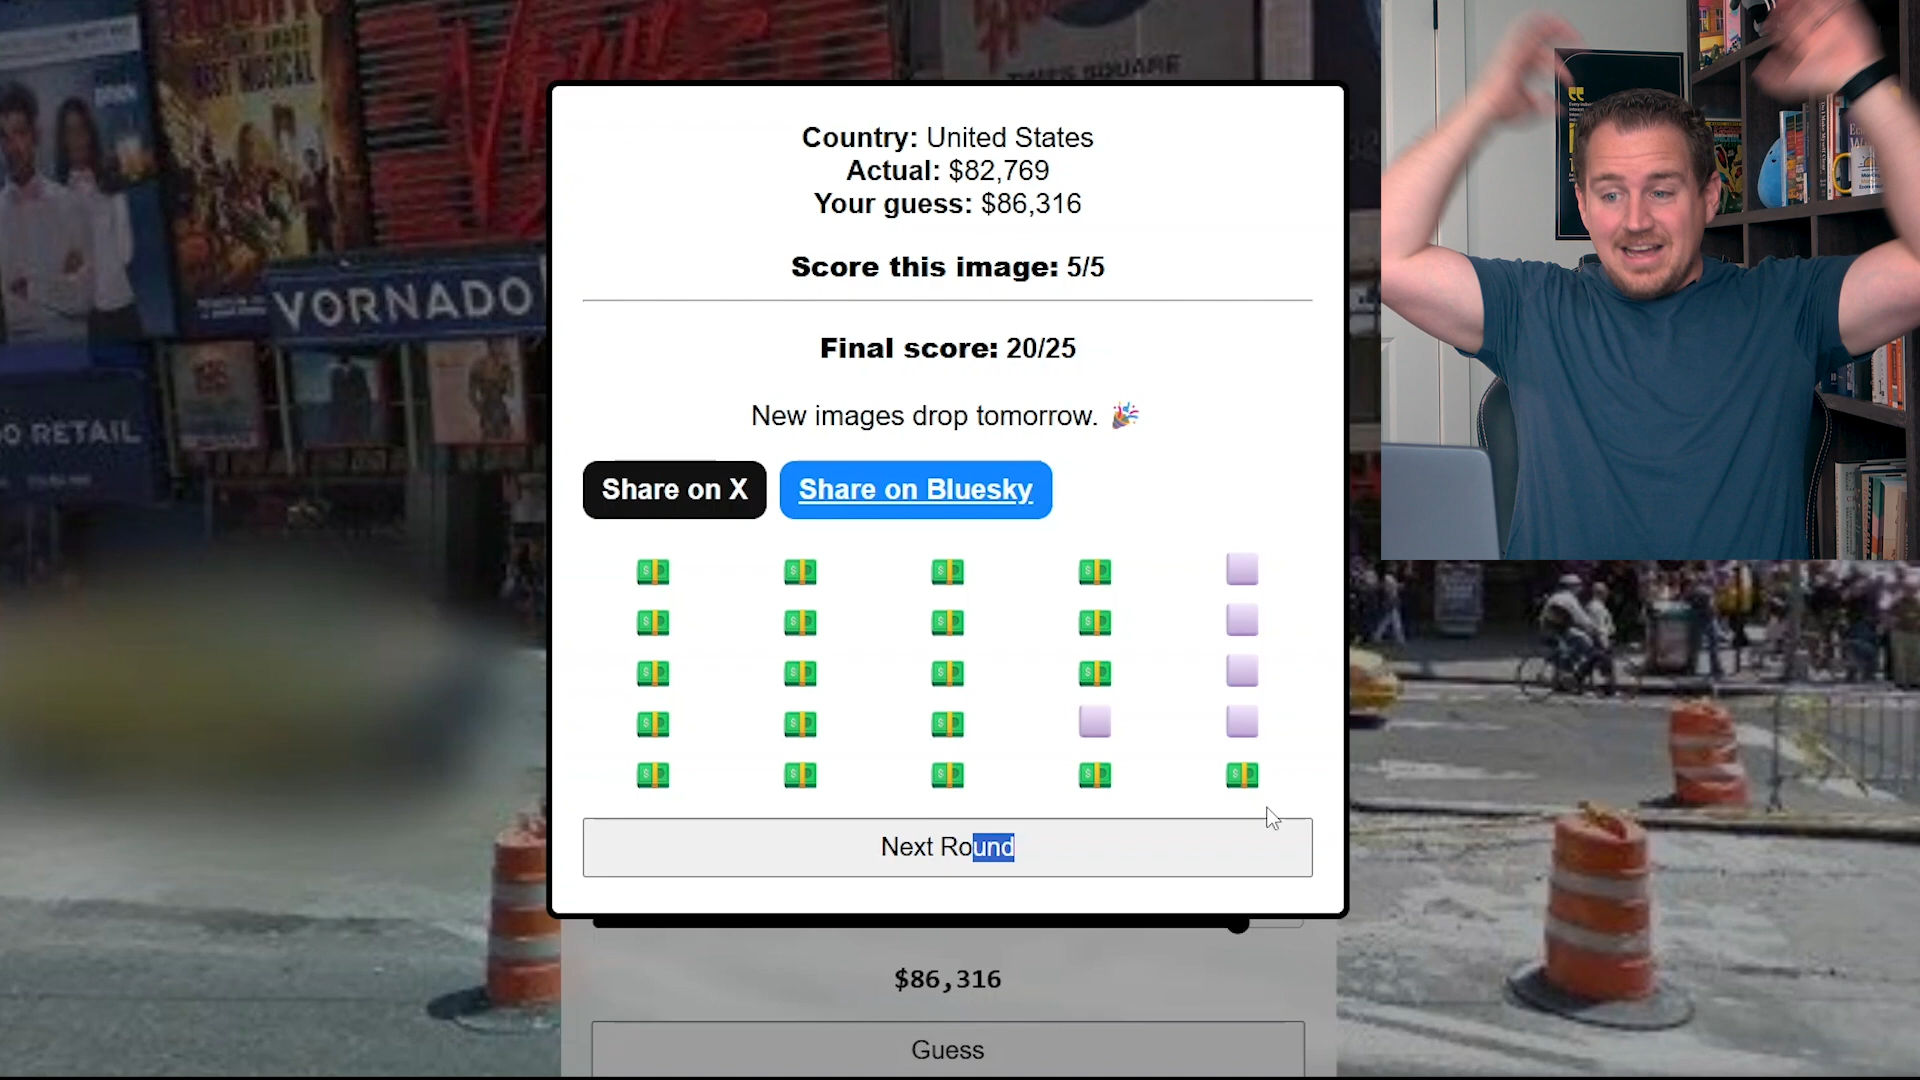 BEST MUSICAL
TIMES SQUARE
VORNADO
O RETAIL
Country: United States
Actual: $82,769
Your guess: $86,316
Score this image: 5/5
Final score: 20/25
New images drop tomorrow. 🎉
Share on X
Share on Bluesky
Next Round
$86,316
Guess